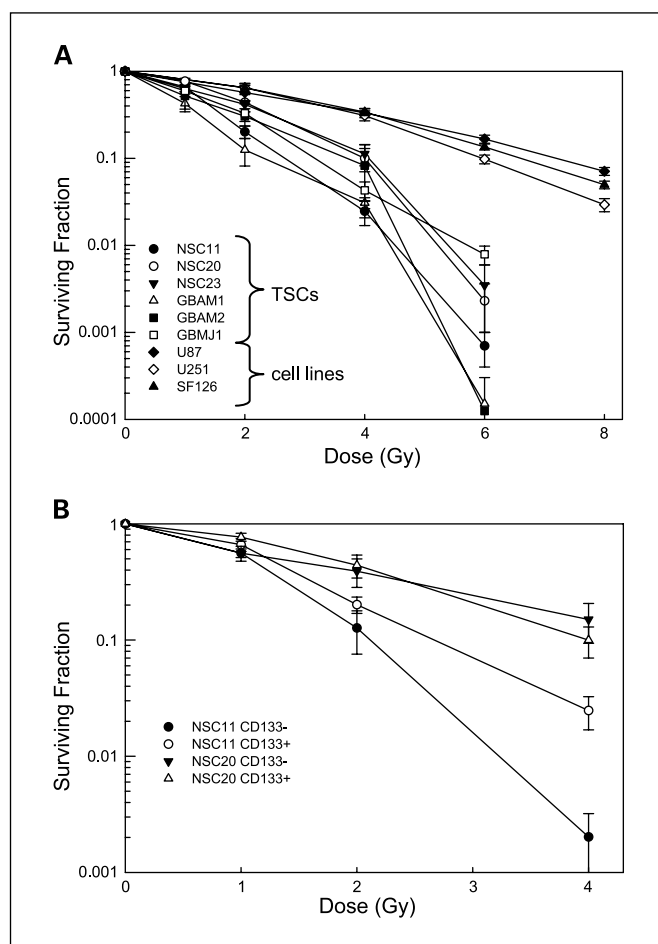 A
Surviving Fraction
1
0.1
0.01
0.001
0.0001
NSC11
NSC20
NSC23
GBAM1
GBAM2
GBMJ1
U87
U251
SF126
TSCs
cell lines
0 2 4 6 8
Dose (Gy)
B
Surviving Fraction
1
0.1
0.01
0.001
NSC11 CD133-
NSC11 CD133+
NSC20 CD133-
NSC20 CD133+
0 1 2 3 4
Dose (Gy)